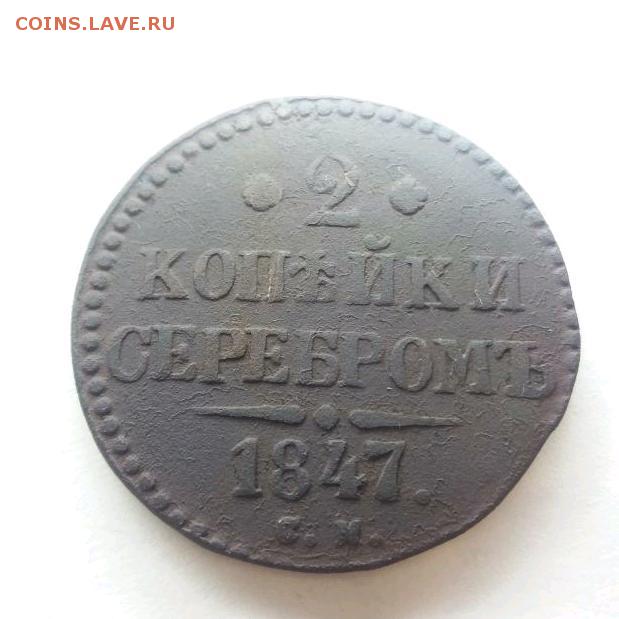 COINS.LAVE.RU
• 2 •
КОПѢЙКИ
СЕРЕБРОМЪ
1847.
С.М.